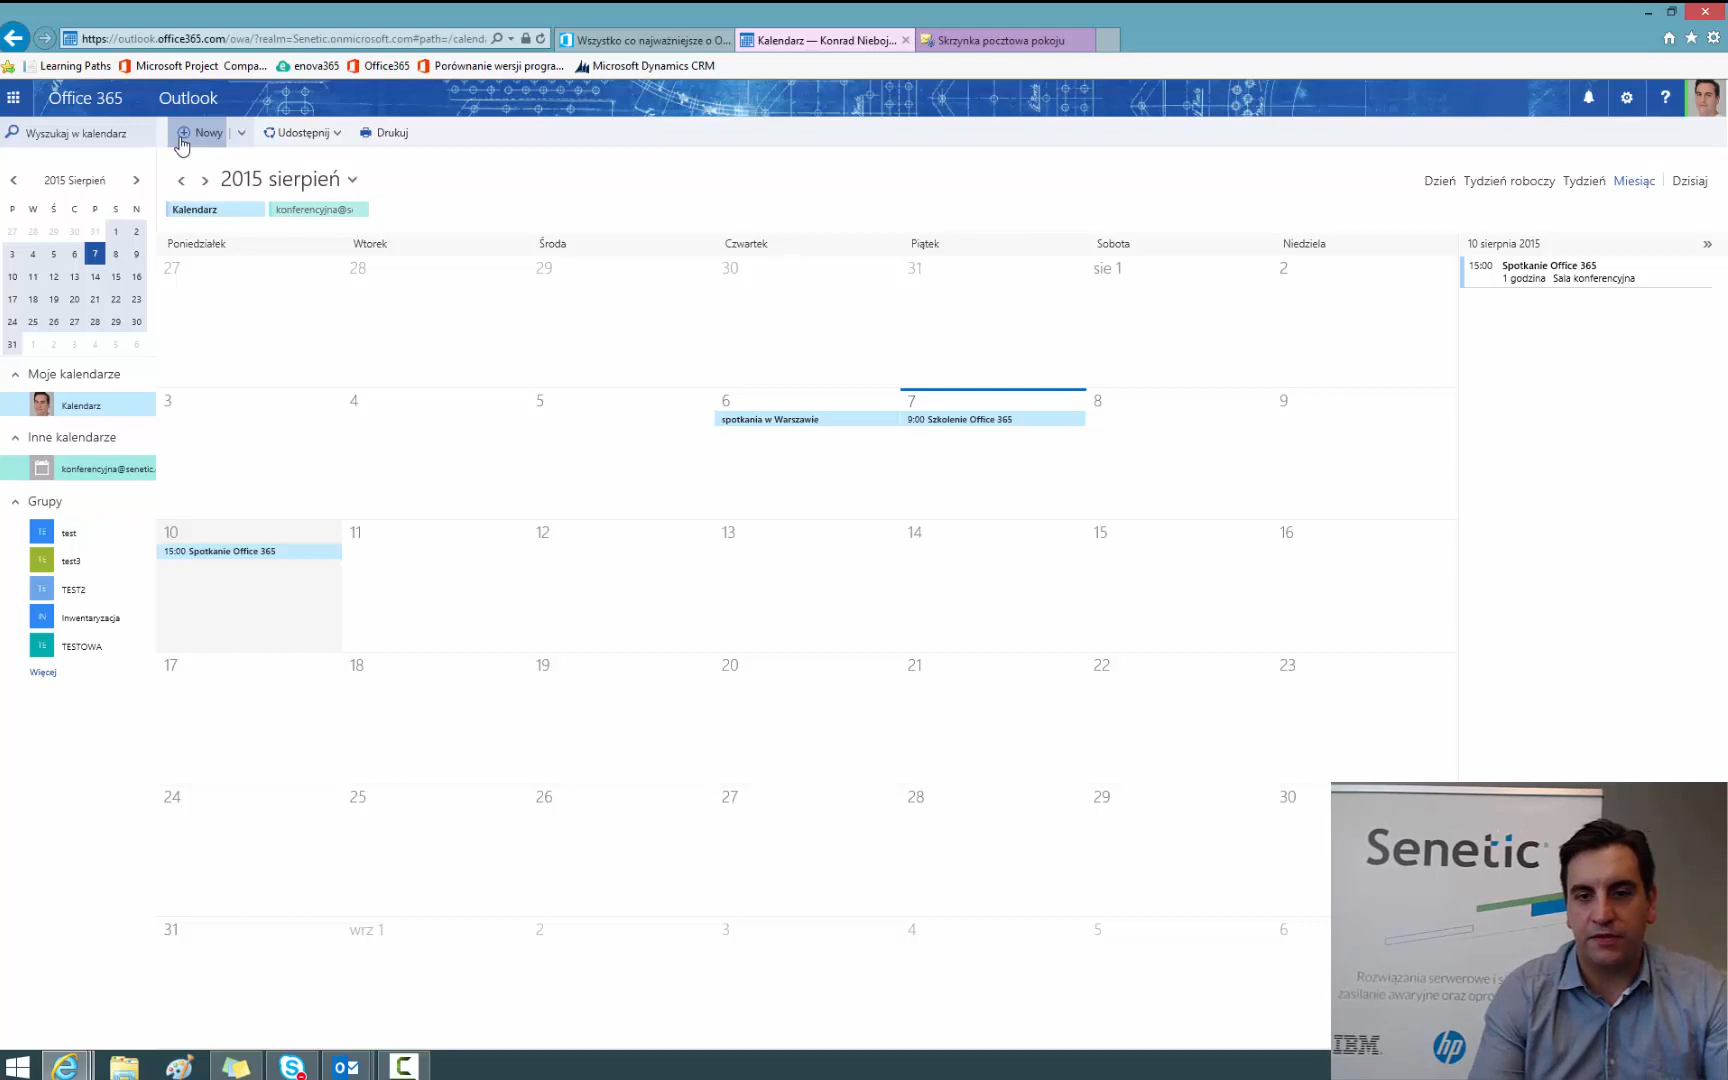 https://outlook.office365.com/owa/?realm=Senetic.onmicrosoft.com#path=/calend
Wszystko co najważniejsze o O...
Kalendarz — Konrad Nieboj...
Skrzynka pocztowa pokoju
Learning Paths
Microsoft Project Compa...
enova365
Office365
Porównanie wersji progra...
Microsoft Dynamics CRM
Office 365
Outlook
?
Wyszukaj w kalendarz
Nowy
Udostępnij
Drukuj
2015 Sierpień
P W Ś C P S N
27 28 29 30 31 1 2
3 4 5 6 7 8 9
10 11 12 13 14 15 16
17 18 19 20 21 22 23
24 25 26 27 28 29 30
31 1 2 3 4 5 6
Moje kalendarze
Kalendarz
Inne kalendarze
konferencyjna@senetic.
Grupy
TE test
TE test3
TE TEST2
IN Inwentaryzacja
TE TESTOWA
Więcej
2015 sierpień
Dzień Tydzień roboczy Tydzień Miesiąc Dzisiaj
Kalendarz
konferencyjna@s
Poniedziałek Wtorek Środa Czwartek Piątek Sobota Niedziela
27 28 29 30 31 sie 1 2
3 4 5 6 7 8 9
spotkania w Warszawie
9:00 Szkolenie Office 365
10 11 12 13 14 15 16
15:00 Spotkanie Office 365
17 18 19 20 21 22 23
24 25 26 27 28 29 30
31 wrz 1 2 3 4 5 6
10 sierpnia 2015
15:00 Spotkanie Office 365
1 godzina Sala konferencyjna
Senetic
Rozwiązania serwerowe i
zasilanie awaryjne oraz opro
IBM
hp